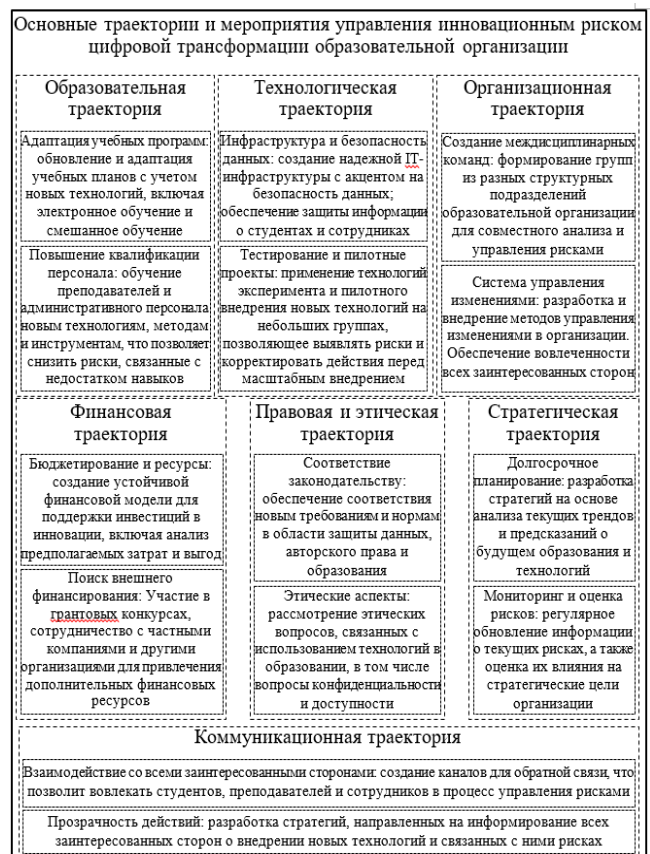 Основные траектории и мероприятия управления инновационным риском
цифровой трансформации образовательной организации
Образовательная
траектория
Адаптация учебных программ:
обновление и адаптация
учебных планов с учетом
новых технологий, включая
электронное обучение и
смешанное обучение
Повышение квалификации
персонала: обучение
преподавателей и
административного персонала
новым технологиям, методам
и инструментам, что позволяет
снизить риски, связанные с
недостатком навыков
Технологическая
траектория
Инфраструктура и безопасность
данных: создание надежной IT-
инфраструктуры с акцентом на
безопасность данных;
обеспечение защиты информации
о студентах и сотрудниках
Тестирование и пилотные
проекты: применение технологий
эксперимента и пилотного
внедрения новых технологий на
небольших группах,
позволяющее выявлять риски и
корректировать действия перед
масштабным внедрением
Организационная
траектория
Создание междисциплинарных
команд: формирование групп
из разных структурных
подразделений
образовательной организации
для совместного анализа и
управления рисками
Система управления
изменениями: разработка и
внедрение методов управления
изменениями в организации.
Обеспечение вовлеченности
всех заинтересованных сторон
Финансовая
траектория
Бюджетирование и ресурсы:
создание устойчивой
финансовой модели для
поддержки инвестиций в
инновации, включая анализ
предполагаемых затрат и выгод
Поиск внешнего
финансирования: Участие в
грантовых конкурсах,
сотрудничество с частными
компаниями и другими
организациями для привлечения
дополнительных финансовых
ресурсов
Правовая и этическая
траектория
Соответствие
законодательству:
обеспечение соответствия
новым требованиям и нормам
в области защиты данных,
авторского права и
образования
Этические аспекты:
рассмотрение этических
вопросов, связанных с
использованием технологий в
образовании, в том числе
вопросы конфиденциальности
и доступности
Стратегическая
траектория
Долгосрочное
планирование: разработка
стратегий на основе
анализа текущих трендов
и предсказаний о
будущем образования и
технологий
Мониторинг и оценка
рисков: регулярное
обновление информации
о текущих рисках, а также
оценка их влияния на
стратегические цели
организации
Коммуникационная траектория
Взаимодействие со всеми заинтересованными сторонами: создание каналов для обратной связи, что
позволит вовлекать студентов, преподавателей и сотрудников в процесс управления рисками
Прозрачность действий: разработка стратегий, направленных на информирование всех
заинтересованных сторон о внедрении новых технологий и связанных с ними рисках